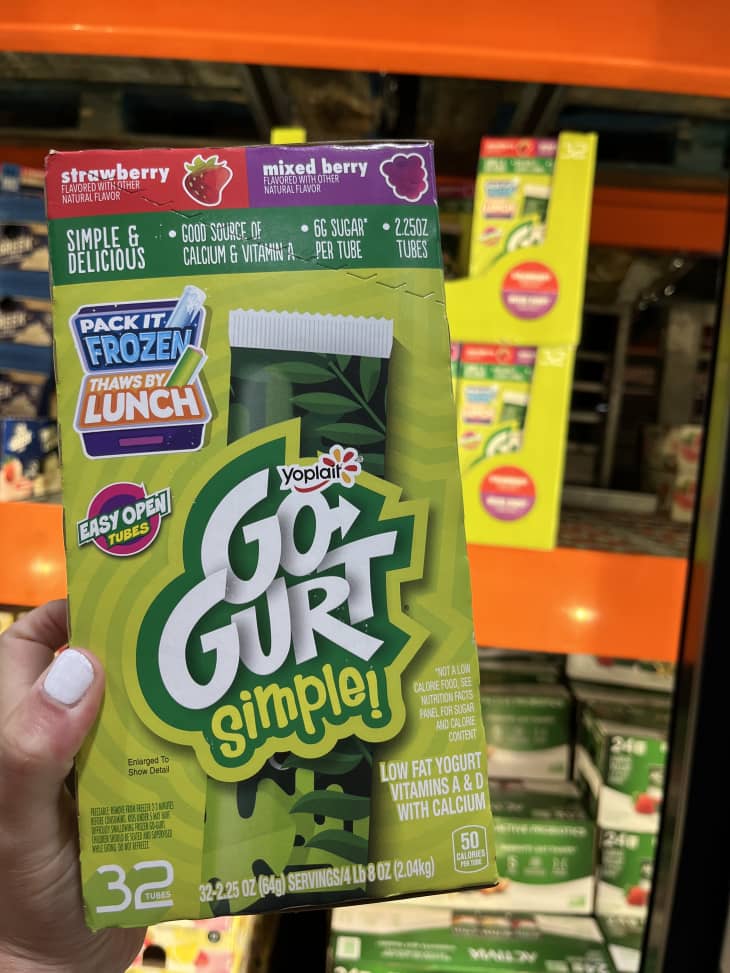 strawberry
FLAVORED WITH OTHER
NATURAL FLAVOR
mixed berry
FLAVORED WITH OTHER
NATURAL FLAVOR
SIMPLE &
DELICIOUS
• GOOD SOURCE OF
CALCIUM & VITAMIN A
• 6G SUGAR*
PER TUBE
• 2.25OZ
TUBES
PACK IT
FROZEN
THAWS BY
LUNCH
EASY OPEN
TUBES
Yoplait
GO
GURT
simple!
*NOT A LOW
CALORIE FOOD, SEE
NUTRITION FACTS
PANEL FOR SUGAR
AND CALORIE
CONTENT
Enlarged To
Show Detail
LOW FAT YOGURT
VITAMINS A & D
WITH CALCIUM
50
CALORIES
PER TUBE
32
TUBES
32-2.25 OZ (64g) SERVINGS/4 Lb 8 OZ (2.04kg)
32
24
24
ACTIVIA